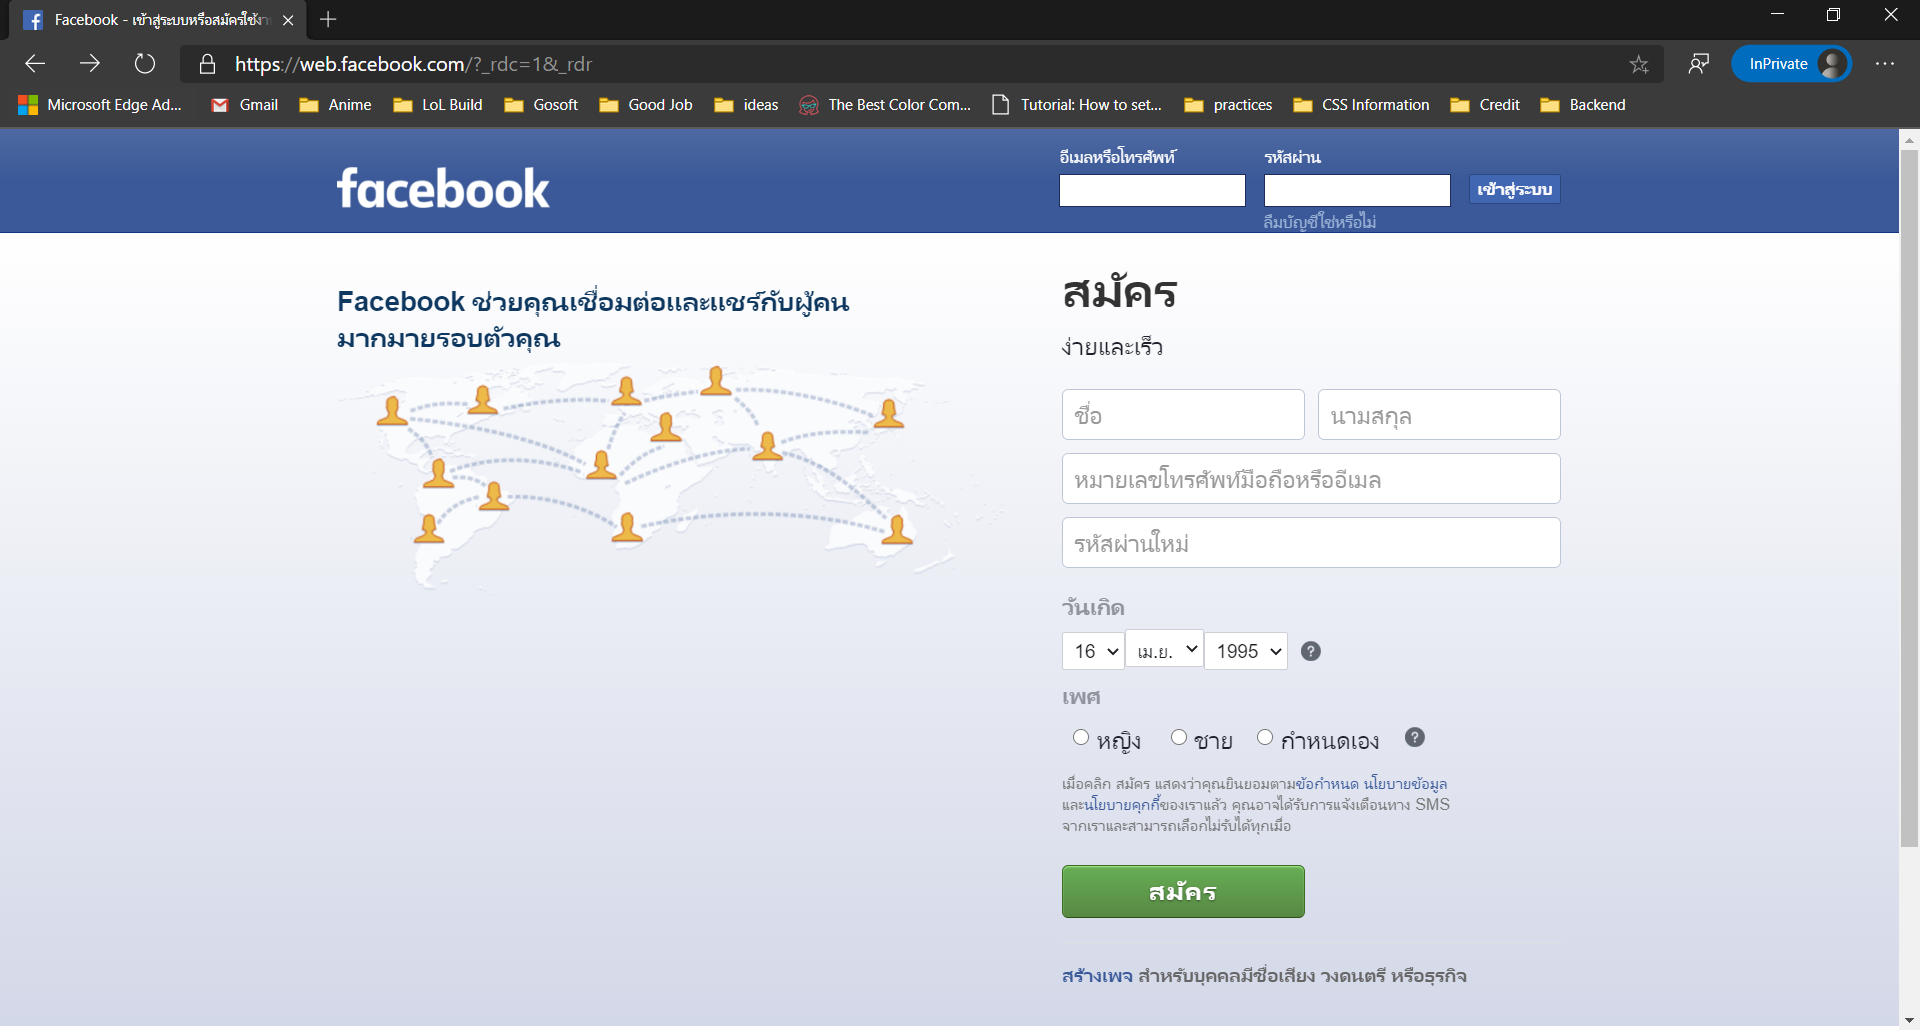 Facebook - เข้าสู่ระบบหรือสมัครใช้งา
https://web.facebook.com/?_rdc=1&_rdr
InPrivate
Microsoft Edge Ad...
Gmail
Anime
LoL Build
Gosoft
Good Job
ideas
The Best Color Com...
Tutorial: How to set...
practices
CSS Information
Credit
Backend
facebook
อีเมลหรือโทรศัพท์
รหัสผ่าน
เข้าสู่ระบบ
ลืมบัญชีใช่หรือไม่
Facebook ช่วยคุณเชื่อมต่อและแชร์กับผู้คน
มากมายรอบตัวคุณ
สมัคร
ง่ายและเร็ว
ชื่อ
นามสกุล
หมายเลขโทรศัพท์มือถือหรืออีเมล
รหัสผ่านใหม่
วันเกิด
16
เม.ย.
1995
?
เพศ
หญิง
ชาย
กำหนดเอง
?
เมื่อคลิก สมัคร แสดงว่าคุณยินยอมตามข้อกำหนด นโยบายข้อมูล
และนโยบายคุกกี้ของเราแล้ว คุณอาจได้รับการแจ้งเตือนทาง SMS
จากเราและสามารถเลือกไม่รับได้ทุกเมื่อ
สมัคร
สร้างเพจ สำหรับบุคคลมีชื่อเสียง วงดนตรี หรือธุรกิจ